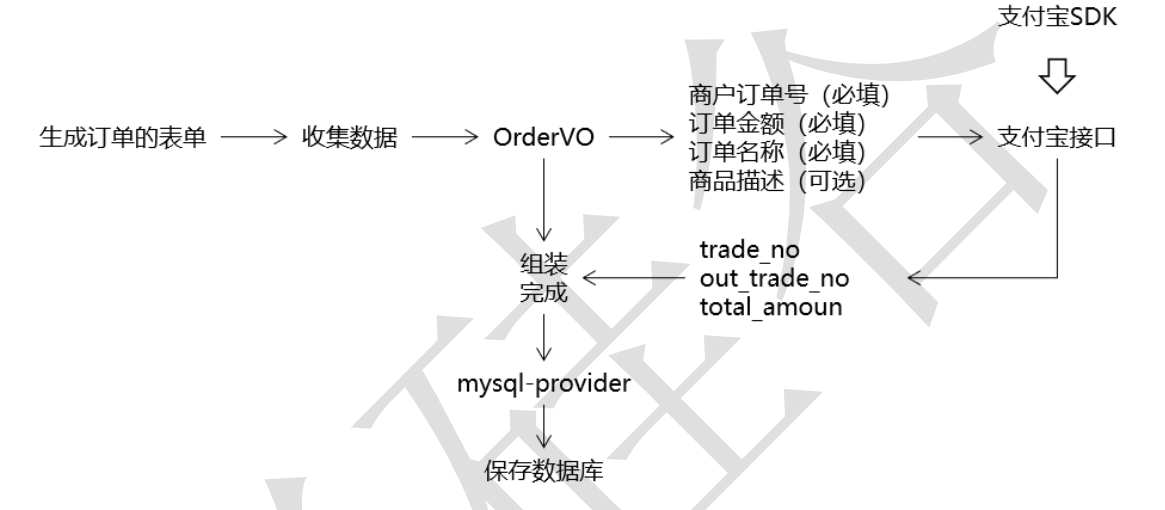 支付宝SDK
商户订单号（必填）
订单金额（必填）
订单名称（必填）
商品描述（可选）
生成订单的表单
收集数据
OrderVO
支付宝接口
trade_no
out_trade_no
total_amoun
组装
完成
mysql-provider
保存数据库